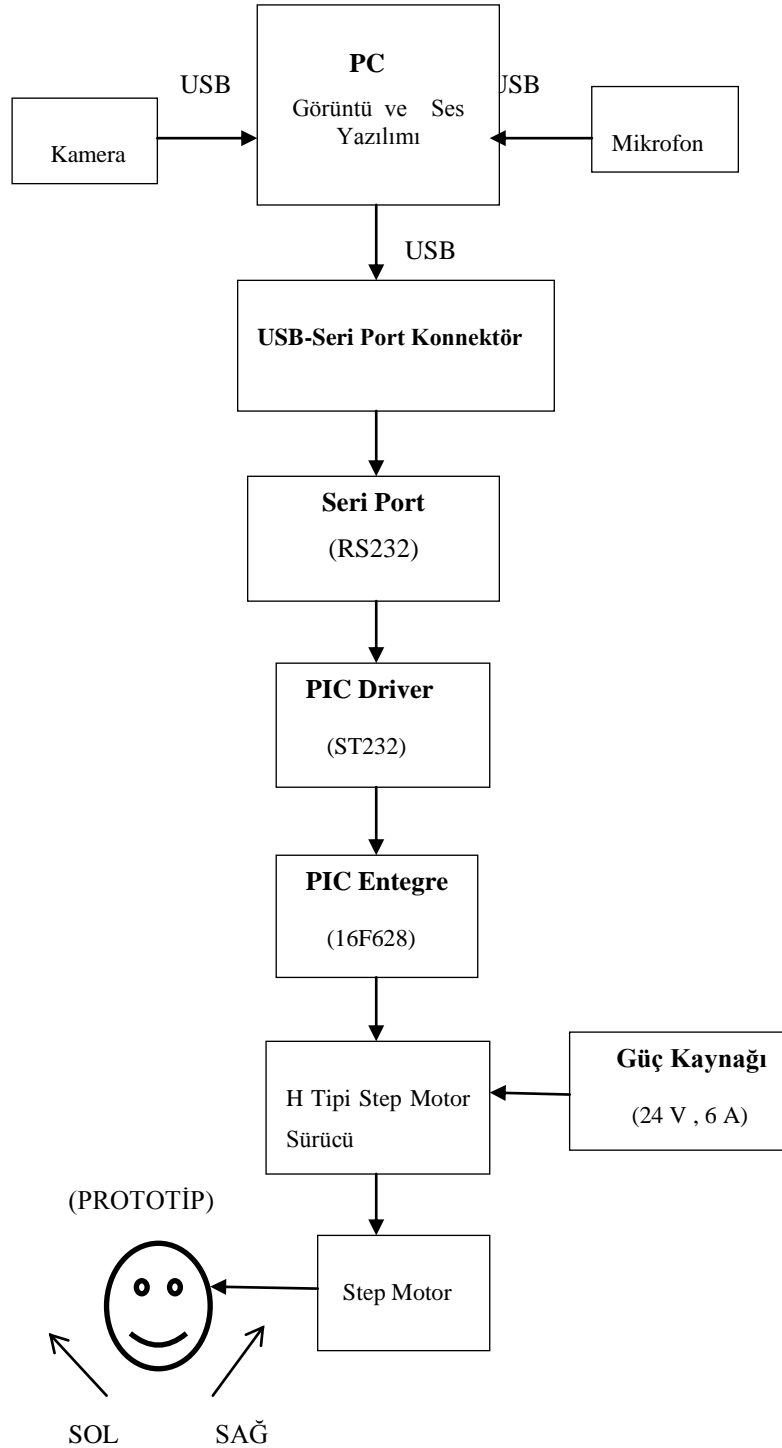 PC
USB
USB
Görüntü ve Ses
Yazılımı
Kamera
Mikrofon
USB
USB-Seri Port Konnektör
Seri Port
(RS232)
PIC Driver
(ST232)
PIC Entegre
(16F628)
Güç Kaynağı
(24 V , 6 A)
H Tipi Step Motor
Sürücü
(PROTOTİP)
Step Motor
SOL
SAĞ